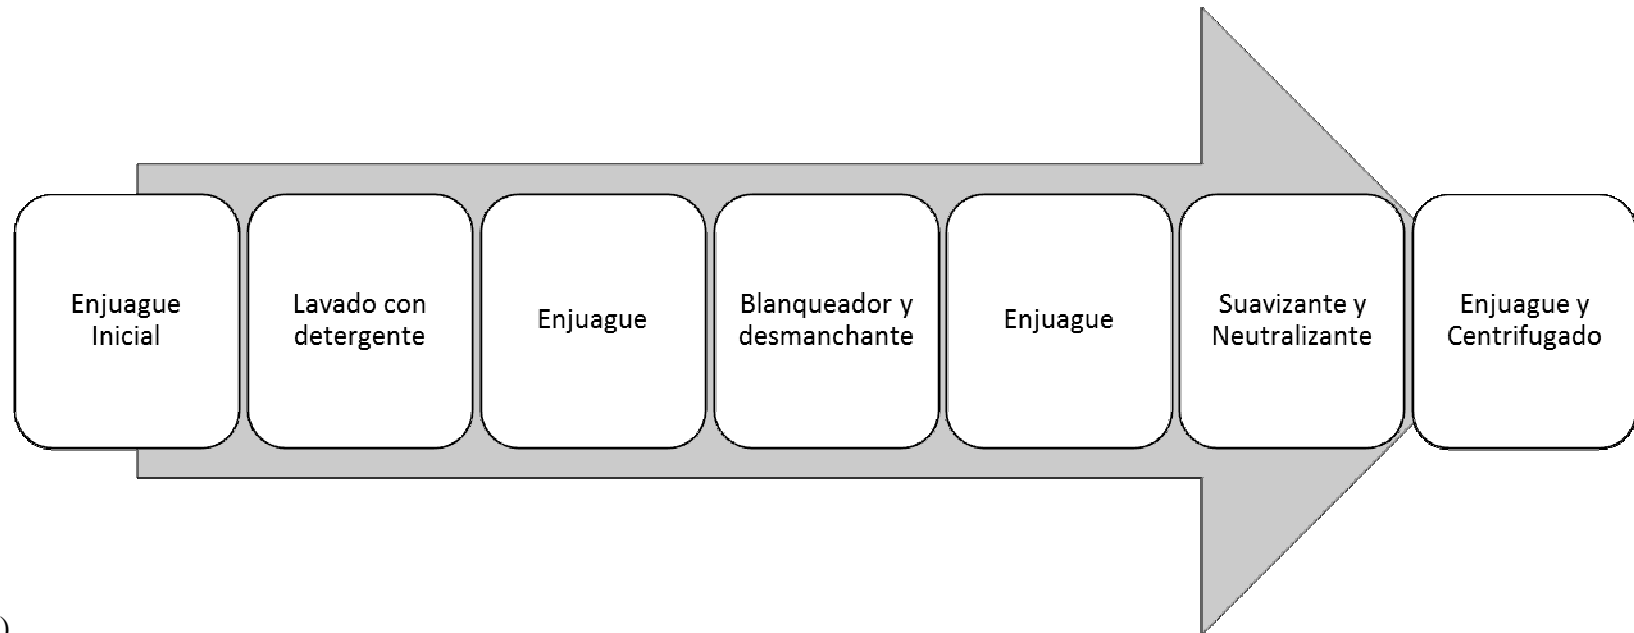 Enjuague
Inicial
Lavado con
detergente
Enjuague
Blanqueador y
desmanchante
Enjuague
Suavizante y
Neutralizante
Enjuague y
Centrifugado
)